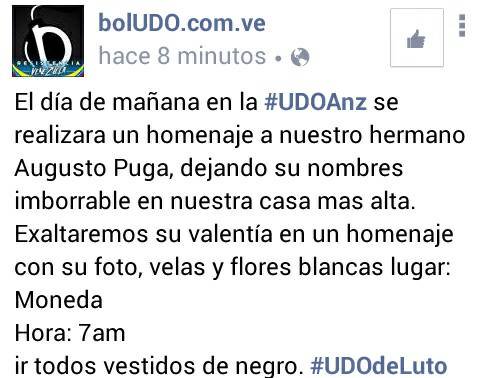 bolUDO.com.ve
hace 8 minutos •
RESISTENCIA
El día de mañana en la #UDOAnz se
realizara un homenaje a nuestro hermano
Augusto Puga, dejando su nombres
imborrable en nuestra casa mas alta.
Exaltaremos su valentía en un homenaje
con su foto, velas y flores blancas lugar:
Moneda
Hora: 7am
ir todos vestidos de negro. #UDOdeLuto